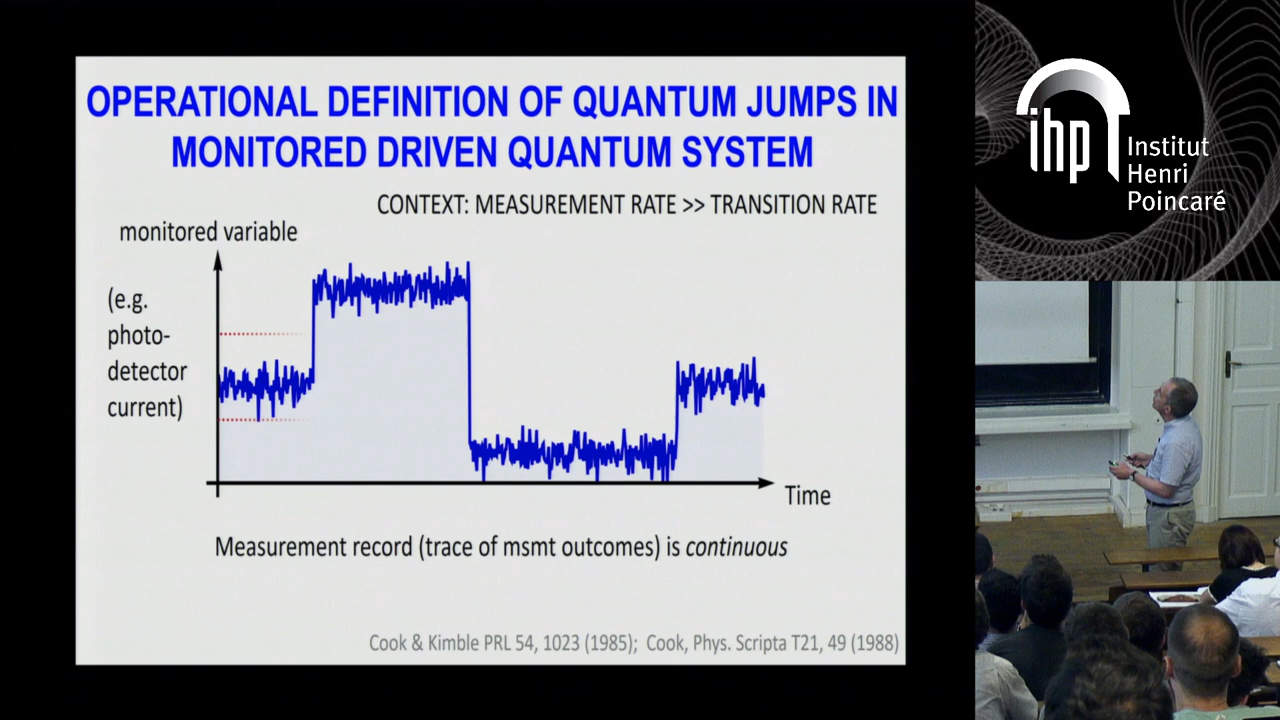 OPERATIONAL DEFINITION OF QUANTUM JUMPS IN
MONITORED DRIVEN QUANTUM SYSTEM
CONTEXT: MEASUREMENT RATE >> TRANSITION RATE
monitored variable
(e.g.
photo-
detector
current)
Time
Measurement record (trace of msmt outcomes) is continuous
Cook & Kimble PRL 54, 1023 (1985); Cook, Phys. Scripta T21, 49 (1988)
ihp
Institut
Henri
Poincaré